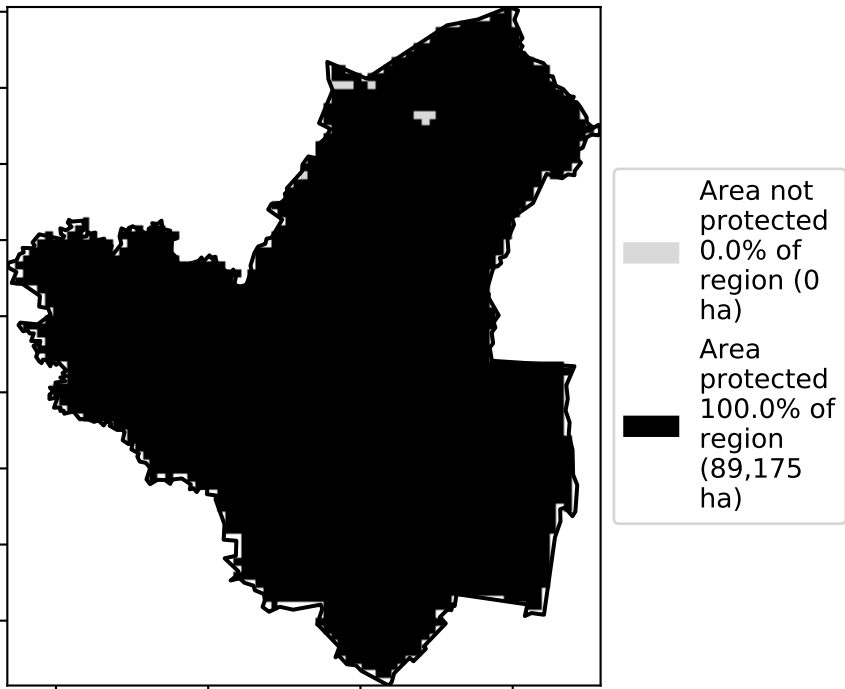 Area not
protected
0.0% of
region (0
ha)
Area
protected
100.0% of
region
(89,175
ha)